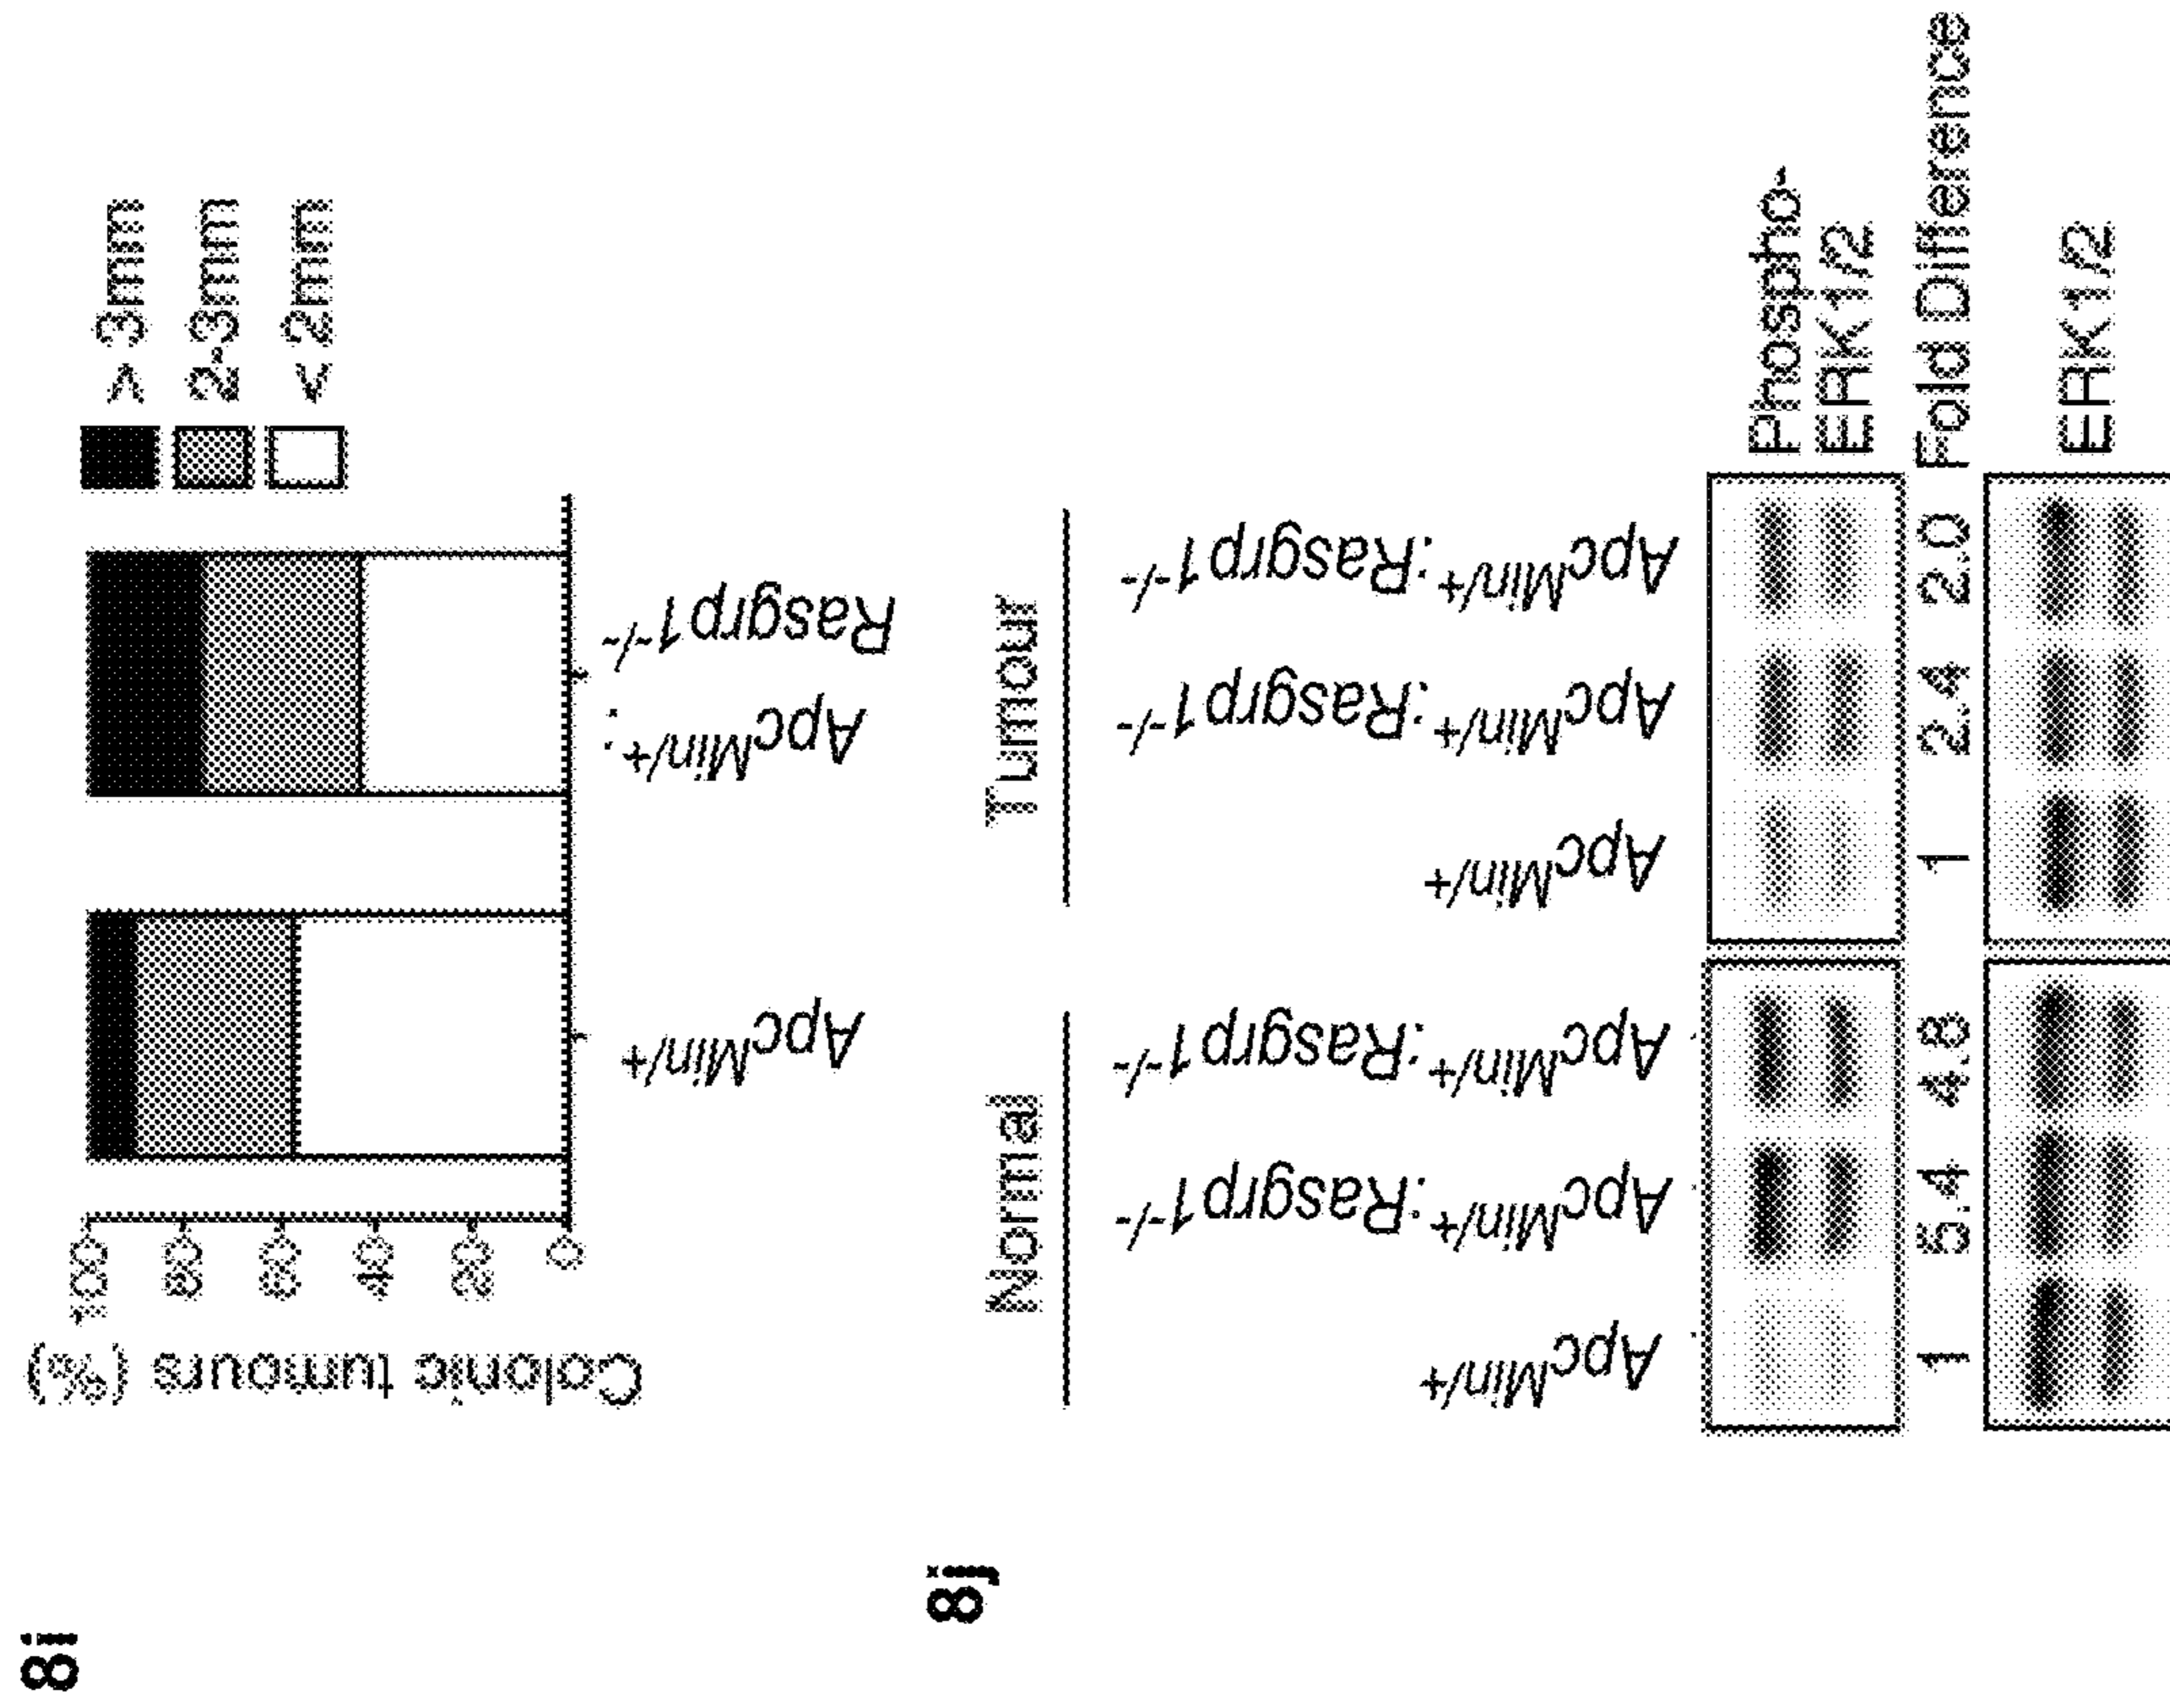 8i
Colonic tumours (%)
100
80
60
40
20
0
> 3mm
2-3mm
< 2mm
ApcMin/+
ApcMin/+:
Rasgrp1-/-
8j
Normal
Tumour
ApcMin/+
ApcMin/+:Rasgrp1-/-
ApcMin/+:Rasgrp1-/-
ApcMin/+
ApcMin/+:Rasgrp1-/-
ApcMin/+:Rasgrp1-/-
Phospho-
ERK1/2
1 5.4 4.8 1 2.4 2.0 Fold Difference
ERK1/2